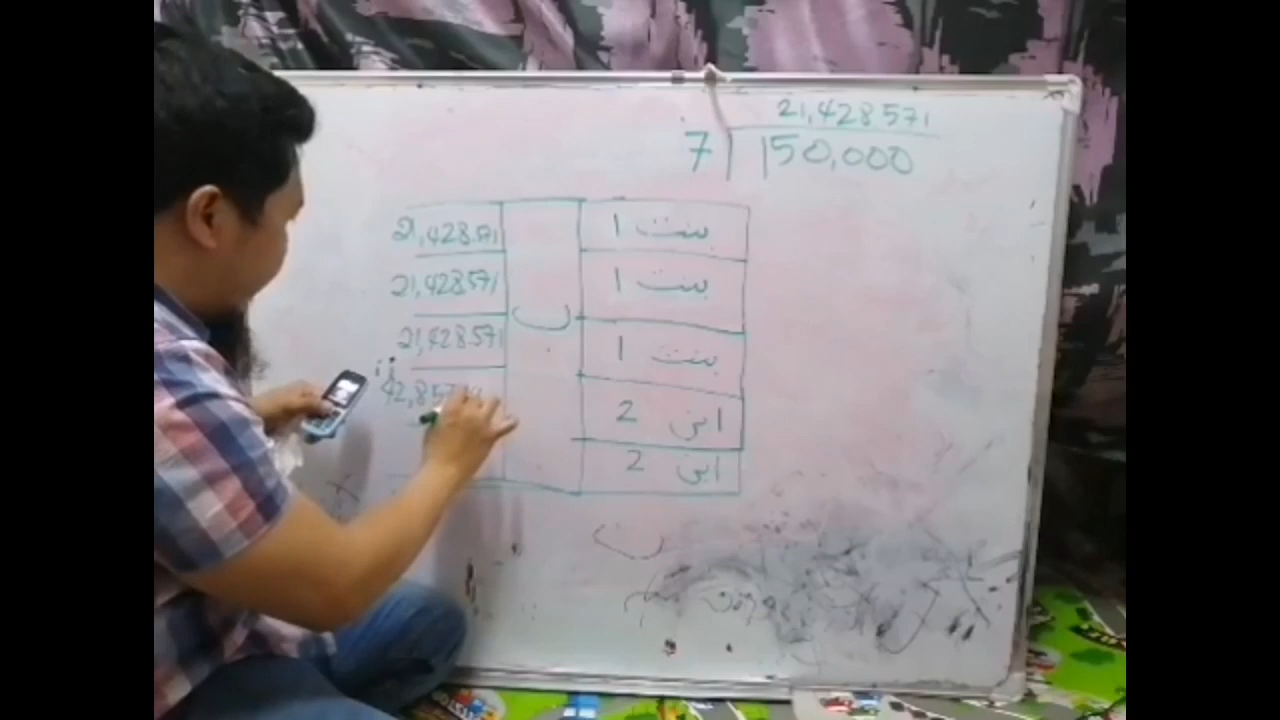 21,428571
7 150,000
بنت 1 21,428.571
بنت 1 21,428571
بنت 1 21,428571
ابن 2
ابن 2
ب